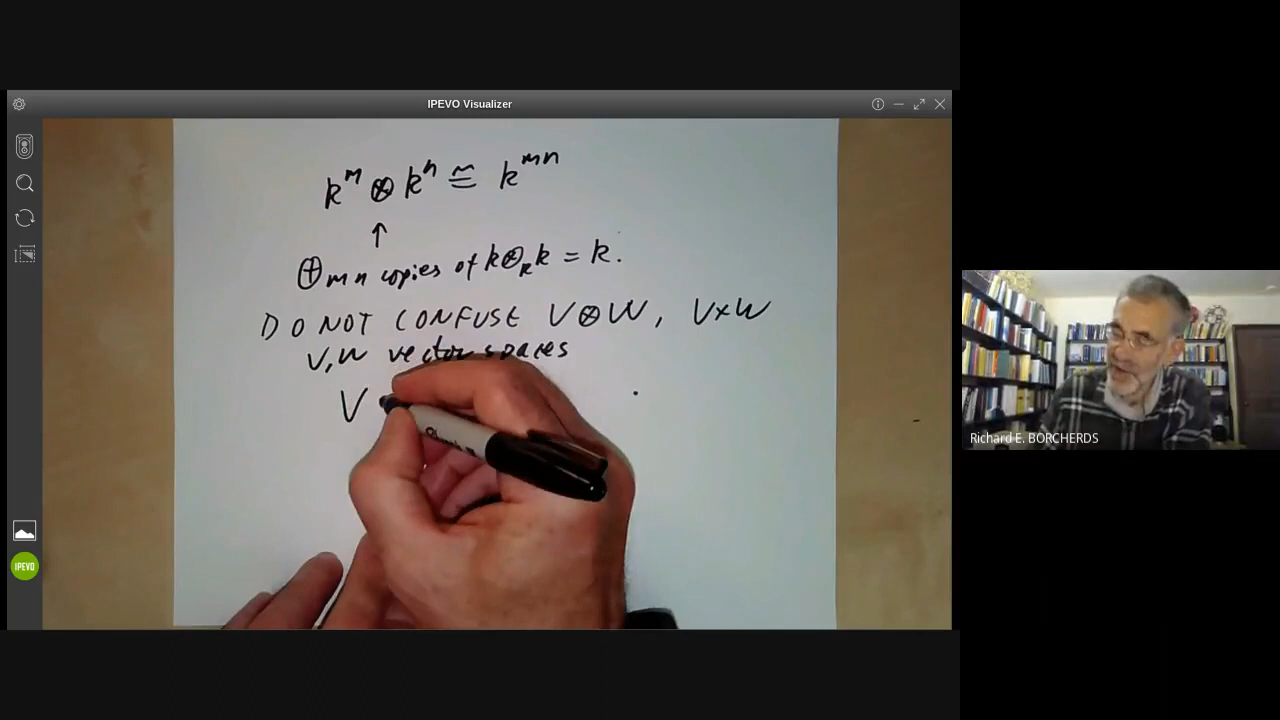 IPEVO Visualizer
k^m ⊗ k^n ≅ k^mn
↑
⊕ mn copies of k⊗_k k = k.
DO NOT CONFUSE V⊗W, V×W
V, W vector spaces
V
Richard E. BORCHERDS
IPEVO